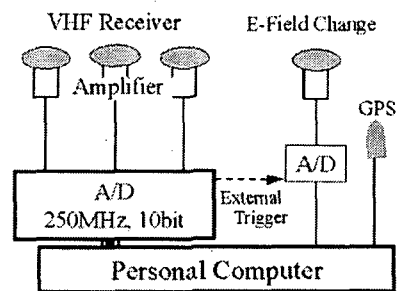 VHF Receiver
E-Field Change
Amplifier
GPS
A/D
A/D
250MHz, 10bit
External
Trigger
Personal Computer